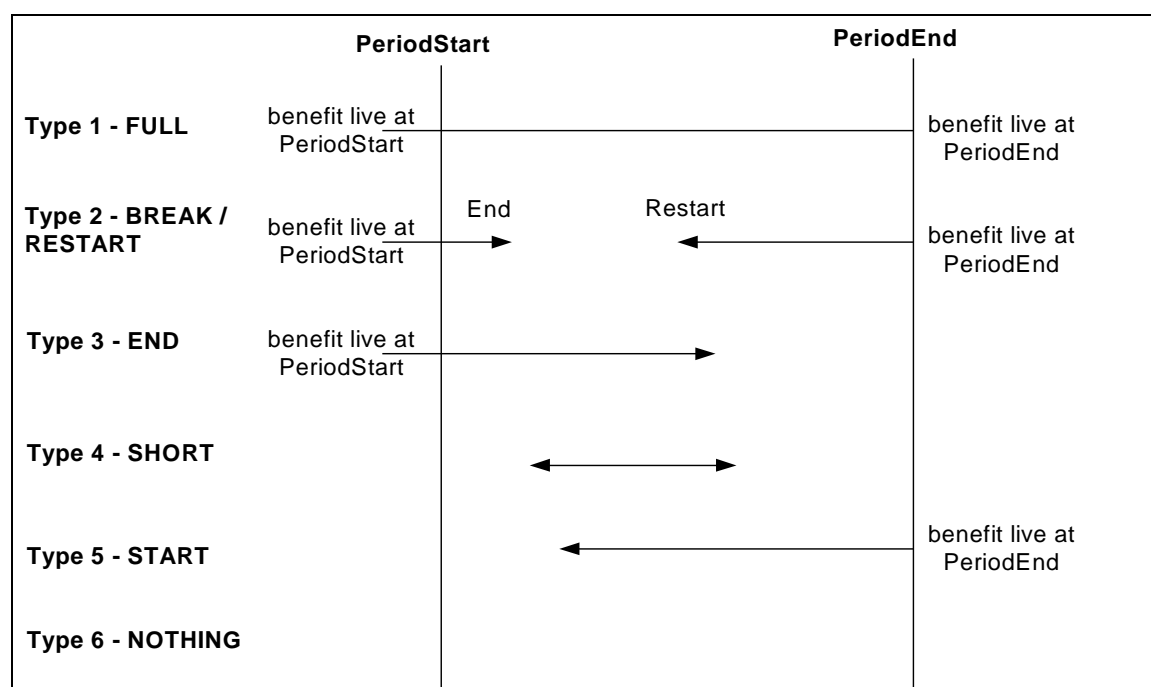 PeriodStart
PeriodEnd
Type 1 - FULL
benefit live at
PeriodStart
benefit live at
PeriodEnd
Type 2 - BREAK /
RESTART
benefit live at
PeriodStart
End
Restart
benefit live at
PeriodEnd
Type 3 - END
benefit live at
PeriodStart
Type 4 - SHORT
Type 5 - START
benefit live at
PeriodEnd
Type 6 - NOTHING